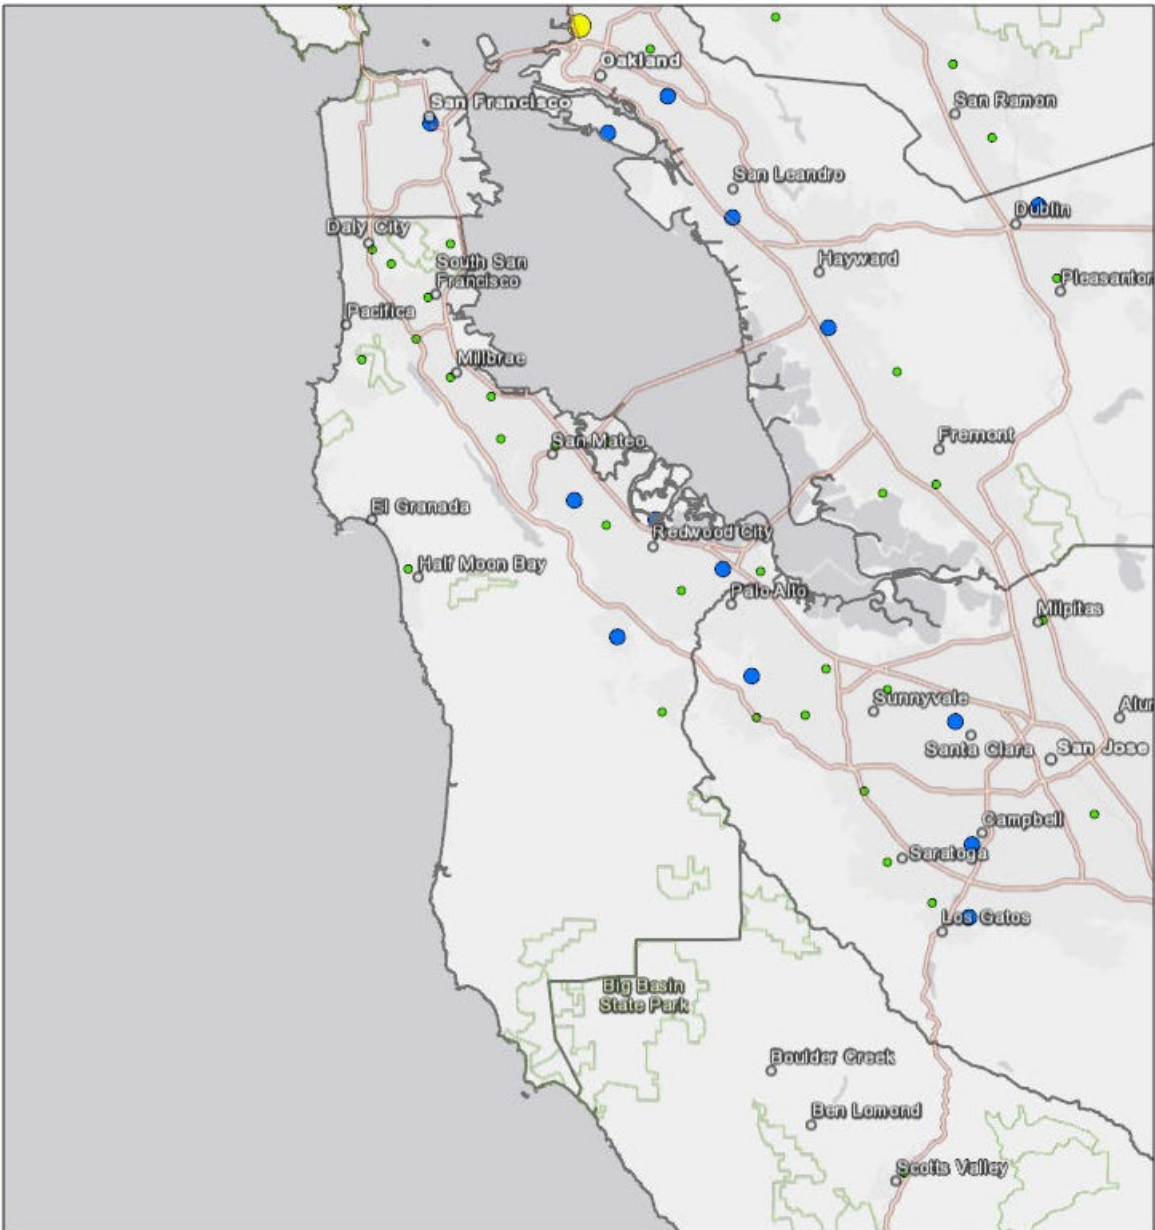 Oakland
San Francisco
San Ramon
San Leandro
Dublin
Daly City
Hayward
South San
Francisco
Pleasanton
Pacifica
Millbrae
San Mateo
Fremont
El Granada
Redwood City
Half Moon Bay
Palo Alto
Milpitas
Sunnyvale
Alur
Santa Clara
San Jose
Campbell
Saratoga
Los Gatos
Big Basin
State Park
Boulder Creek
Ben Lomond
Scotts Valley